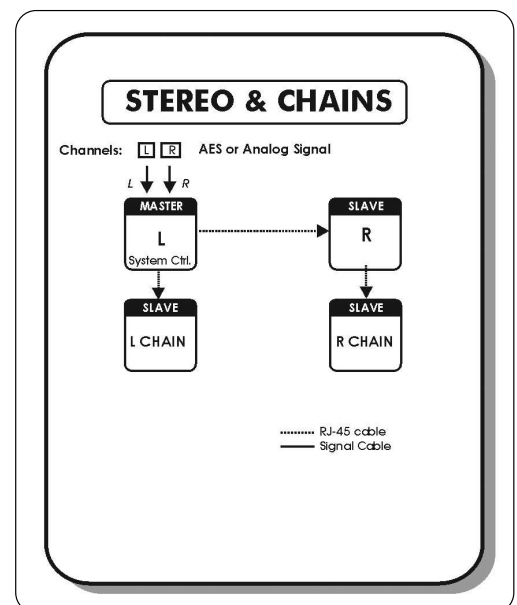 STEREO & CHAINS
Channels: L R AES or Analog Signal
L R
MASTER
L
System Ctrl.
SLAVE
R
SLAVE
L CHAIN
SLAVE
R CHAIN
RJ-45 cable
Signal Cable